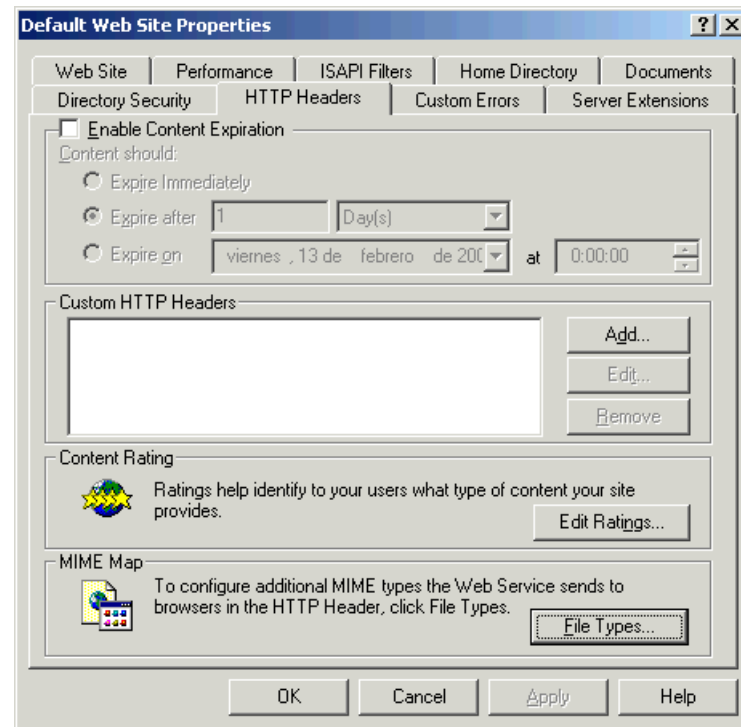 Default Web Site Properties
Web Site Performance ISAPI Filters Home Directory Documents
Directory Security HTTP Headers Custom Errors Server Extensions
Enable Content Expiration
Content should:
Expire Immediately
Expire after 1 Day(s)
Expire on viernes , 13 de febrero de 200 at 0:00:00
Custom HTTP Headers
Add...
Edit...
Remove
Content Rating
Ratings help identify to your users what type of content your site
provides.
Edit Ratings...
MIME Map
To configure additional MIME types the Web Service sends to
browsers in the HTTP Header, click File Types.
File Types...
OK Cancel Apply Help